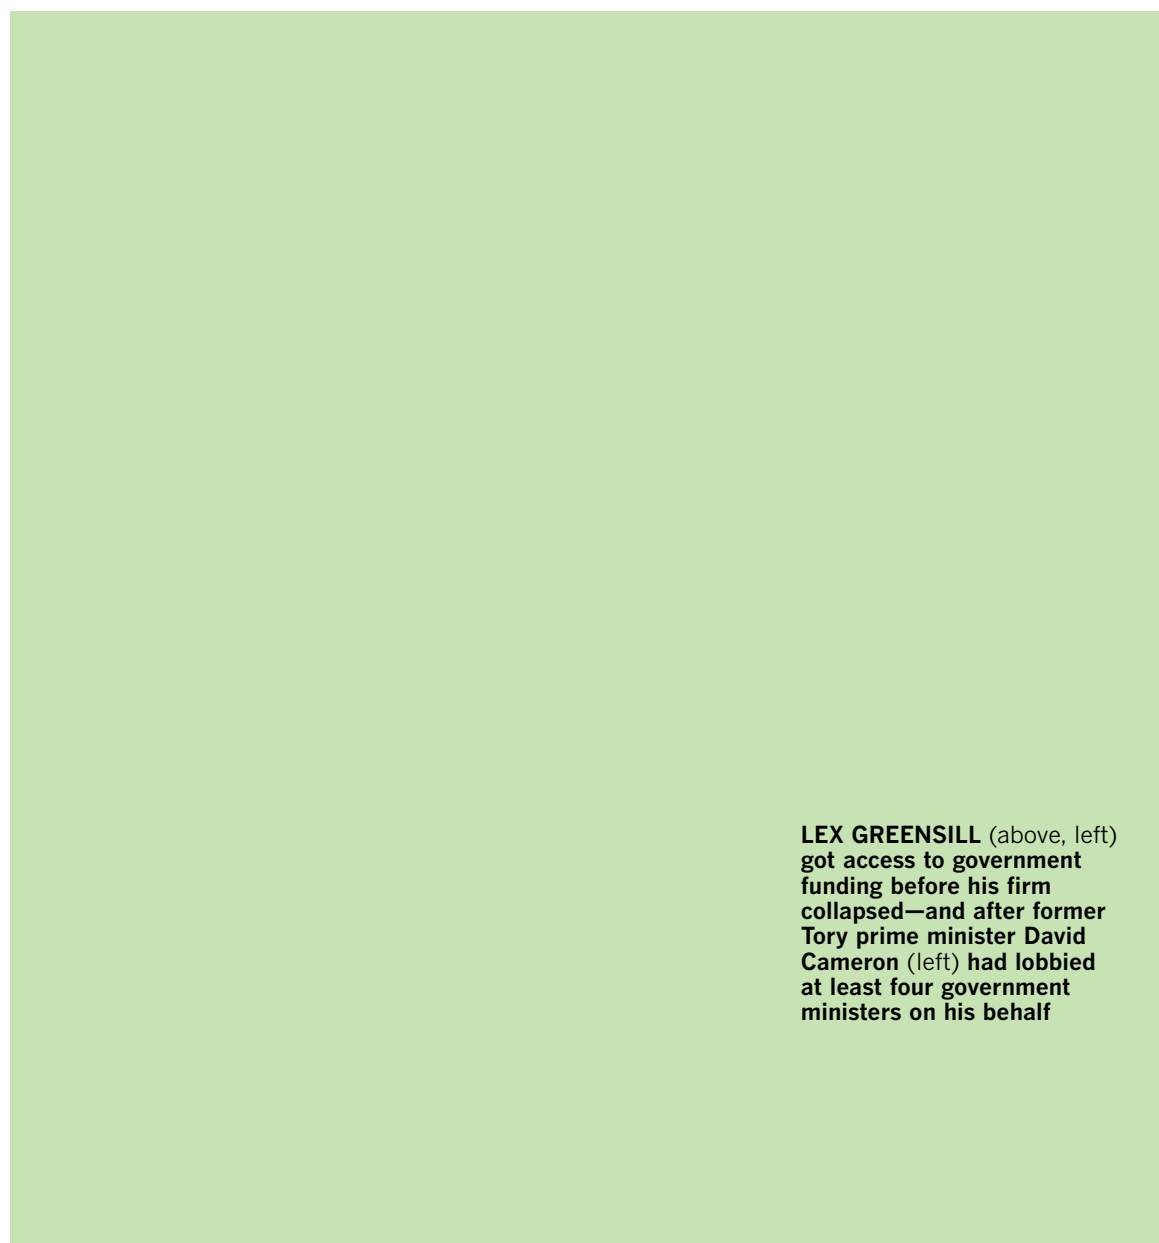 LEX GREENSILL (above, left)
got access to government
funding before his firm
collapsed—and after former
Tory prime minister David
Cameron (left) had lobbied
at least four government
ministers on his behalf